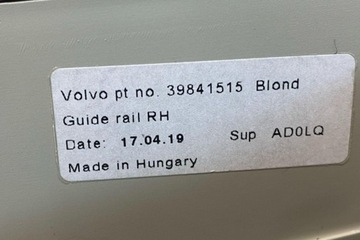 Volvo pt no. 39841515 Blond
Guide rail RH
Date: 17.04.19 Sup AD0LQ
Made in Hungary